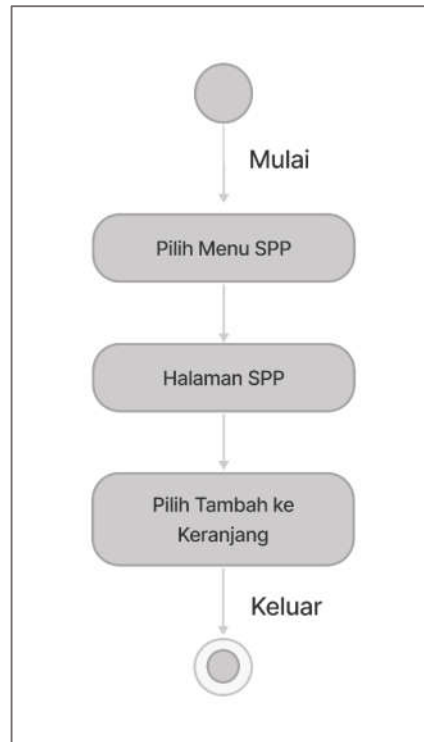 Mulai
Pilih Menu SPP
Halaman SPP
Pilih Tambah ke
Keranjang
Keluar